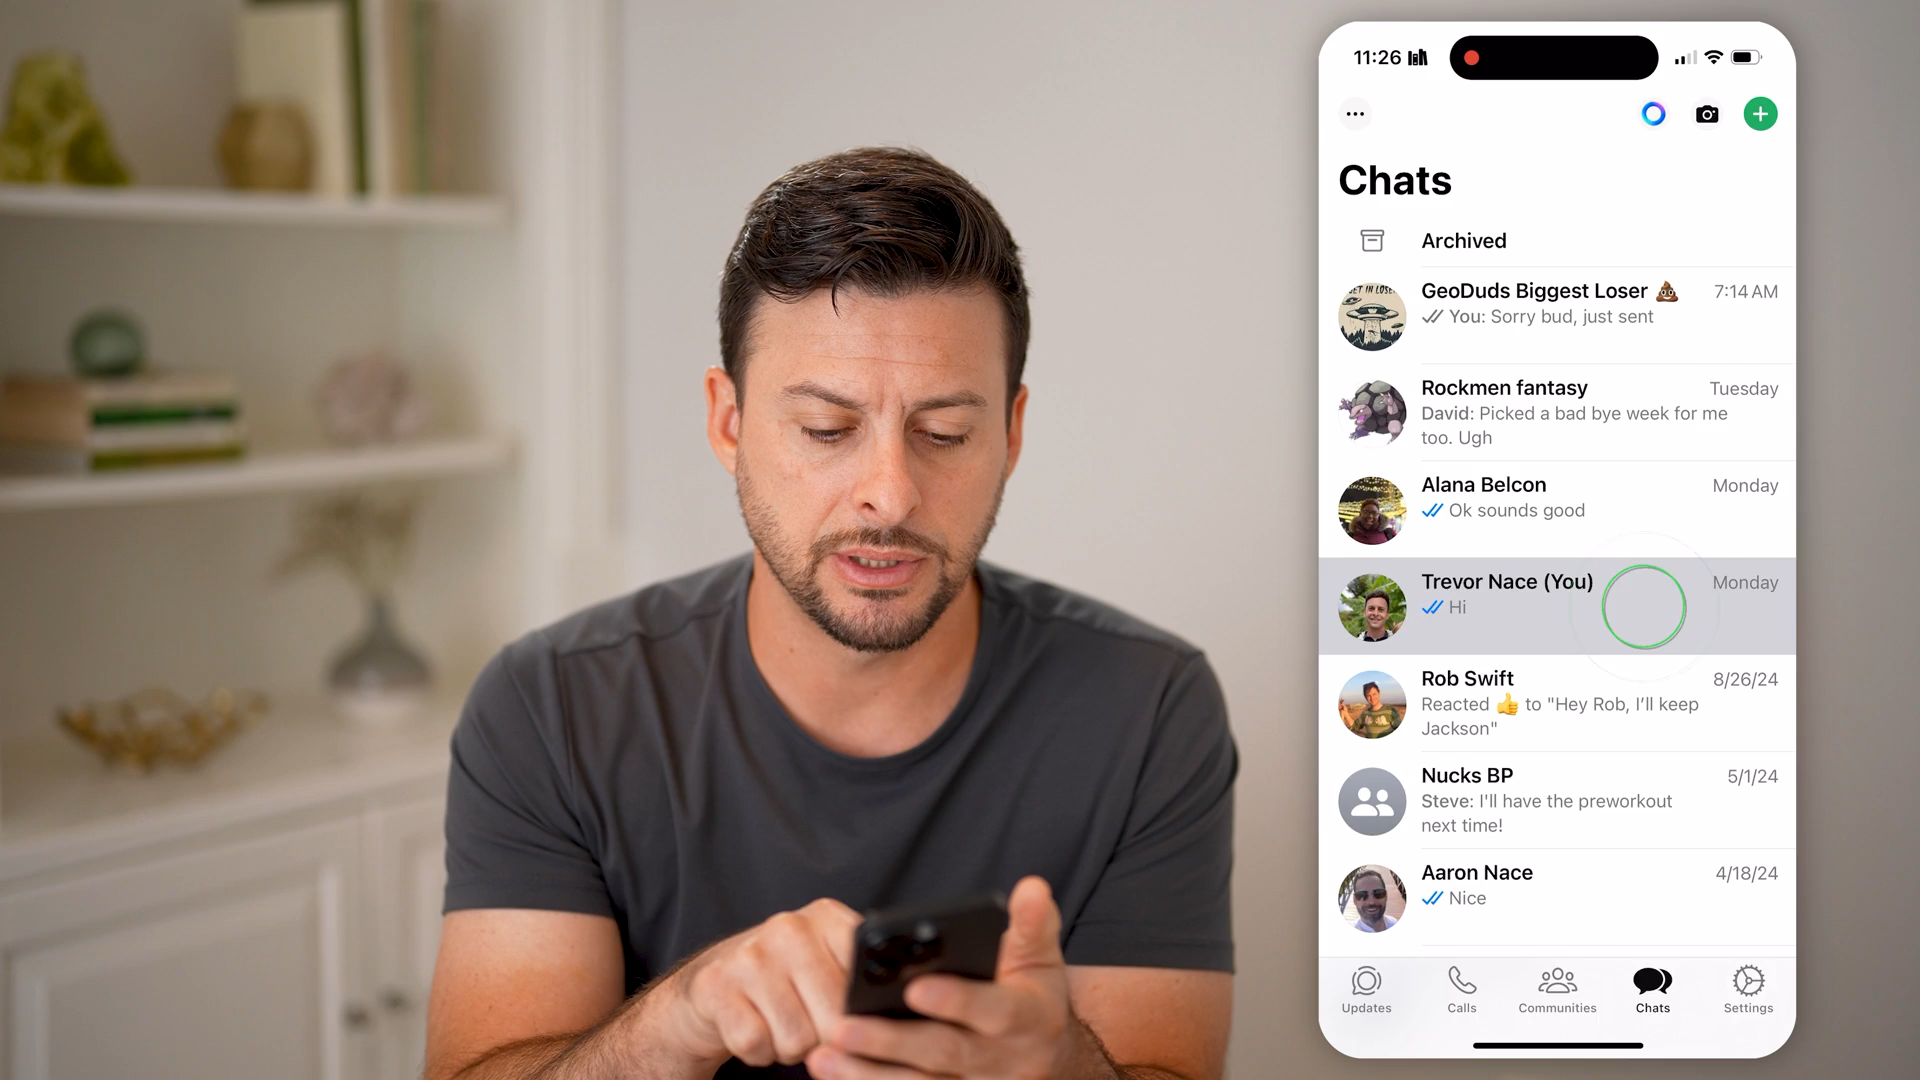 11:26
Chats
Archived
GET IN LOSER
GeoDuds Biggest Loser 💩 7:14 AM
You: Sorry bud, just sent
Rockmen fantasy Tuesday
David: Picked a bad bye week for me
too. Ugh
Alana Belcon Monday
Ok sounds good
Trevor Nace (You) Monday
Hi
Rob Swift 8/26/24
Reacted 👍 to "Hey Rob, I'll keep
Jackson"
Nucks BP 5/1/24
Steve: I'll have the preworkout
next time!
Aaron Nace 4/18/24
Nice
Updates Calls Communities Chats Settings